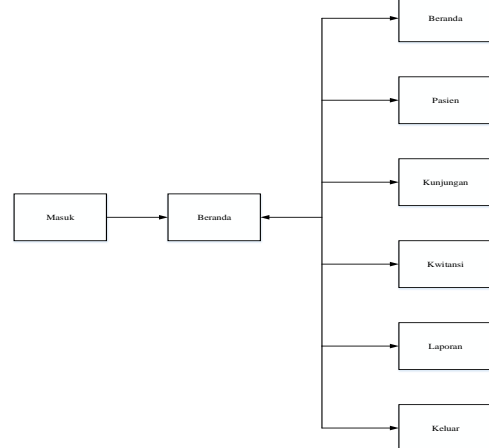 Beranda
Pasien
Kunjungan
Masuk
Beranda
Kwitansi
Laporan
Keluar